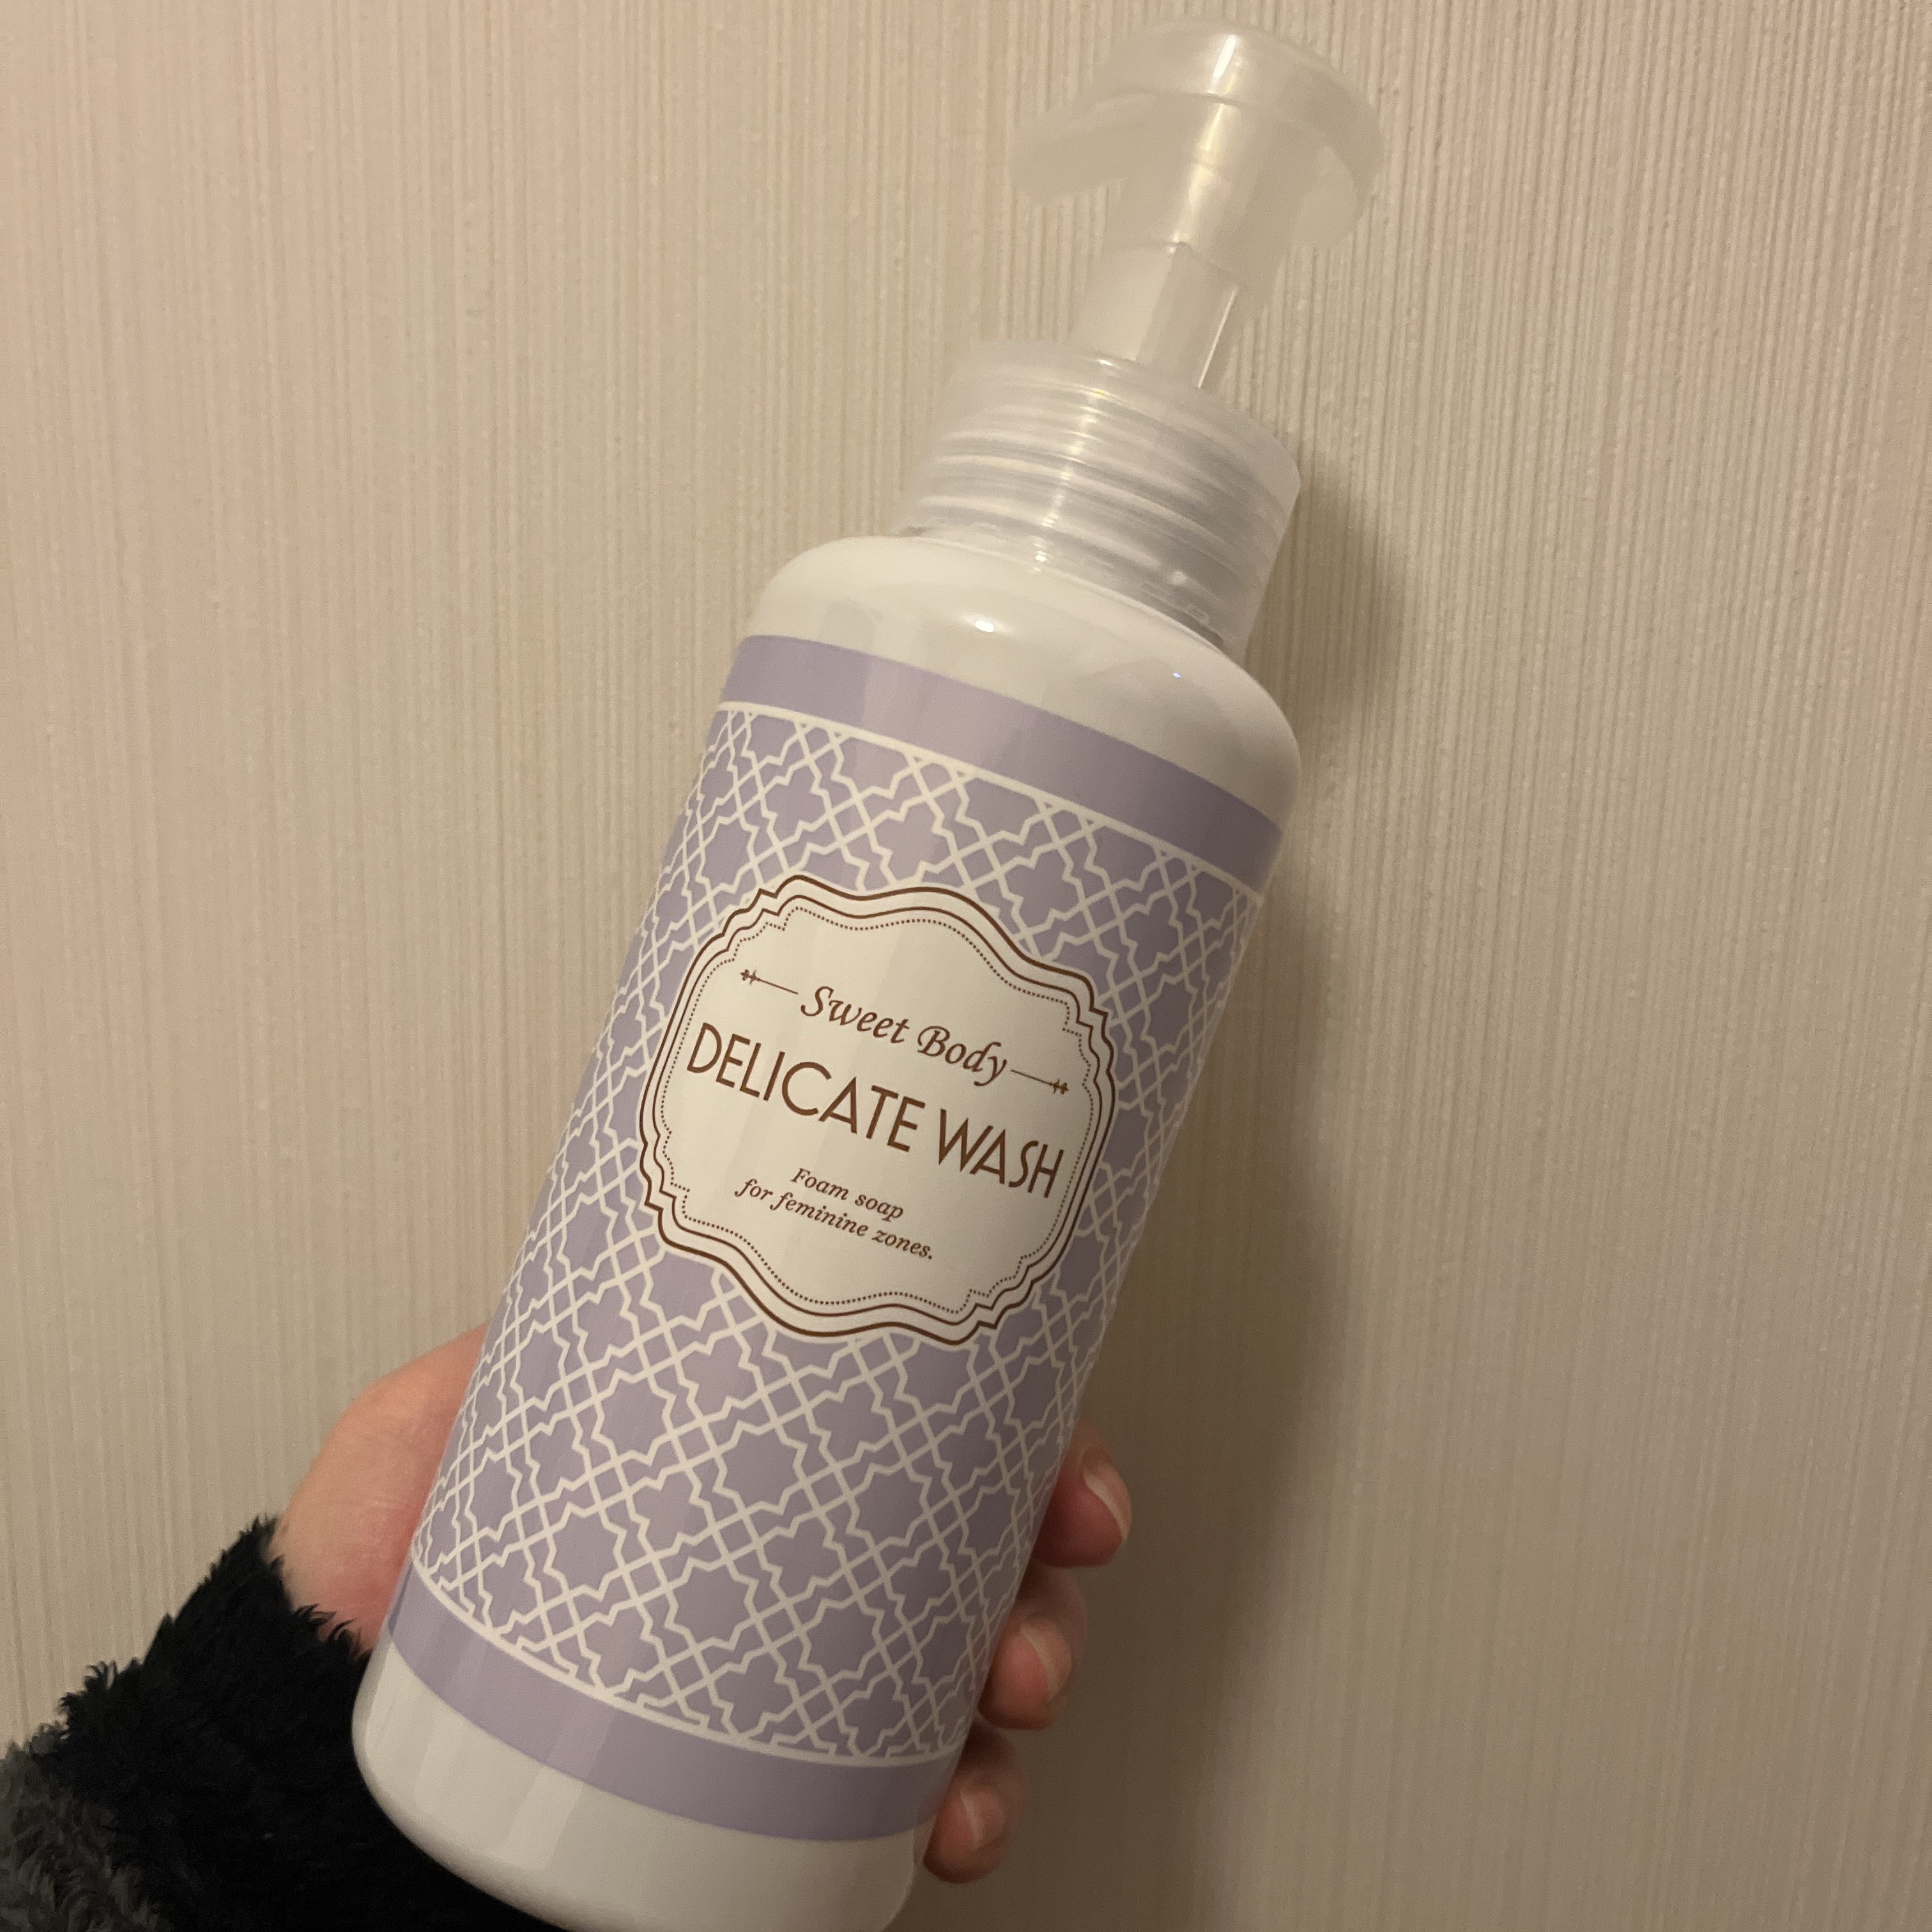 Sweet Body
DELICATE WASH
Foam soap
for feminine zones.